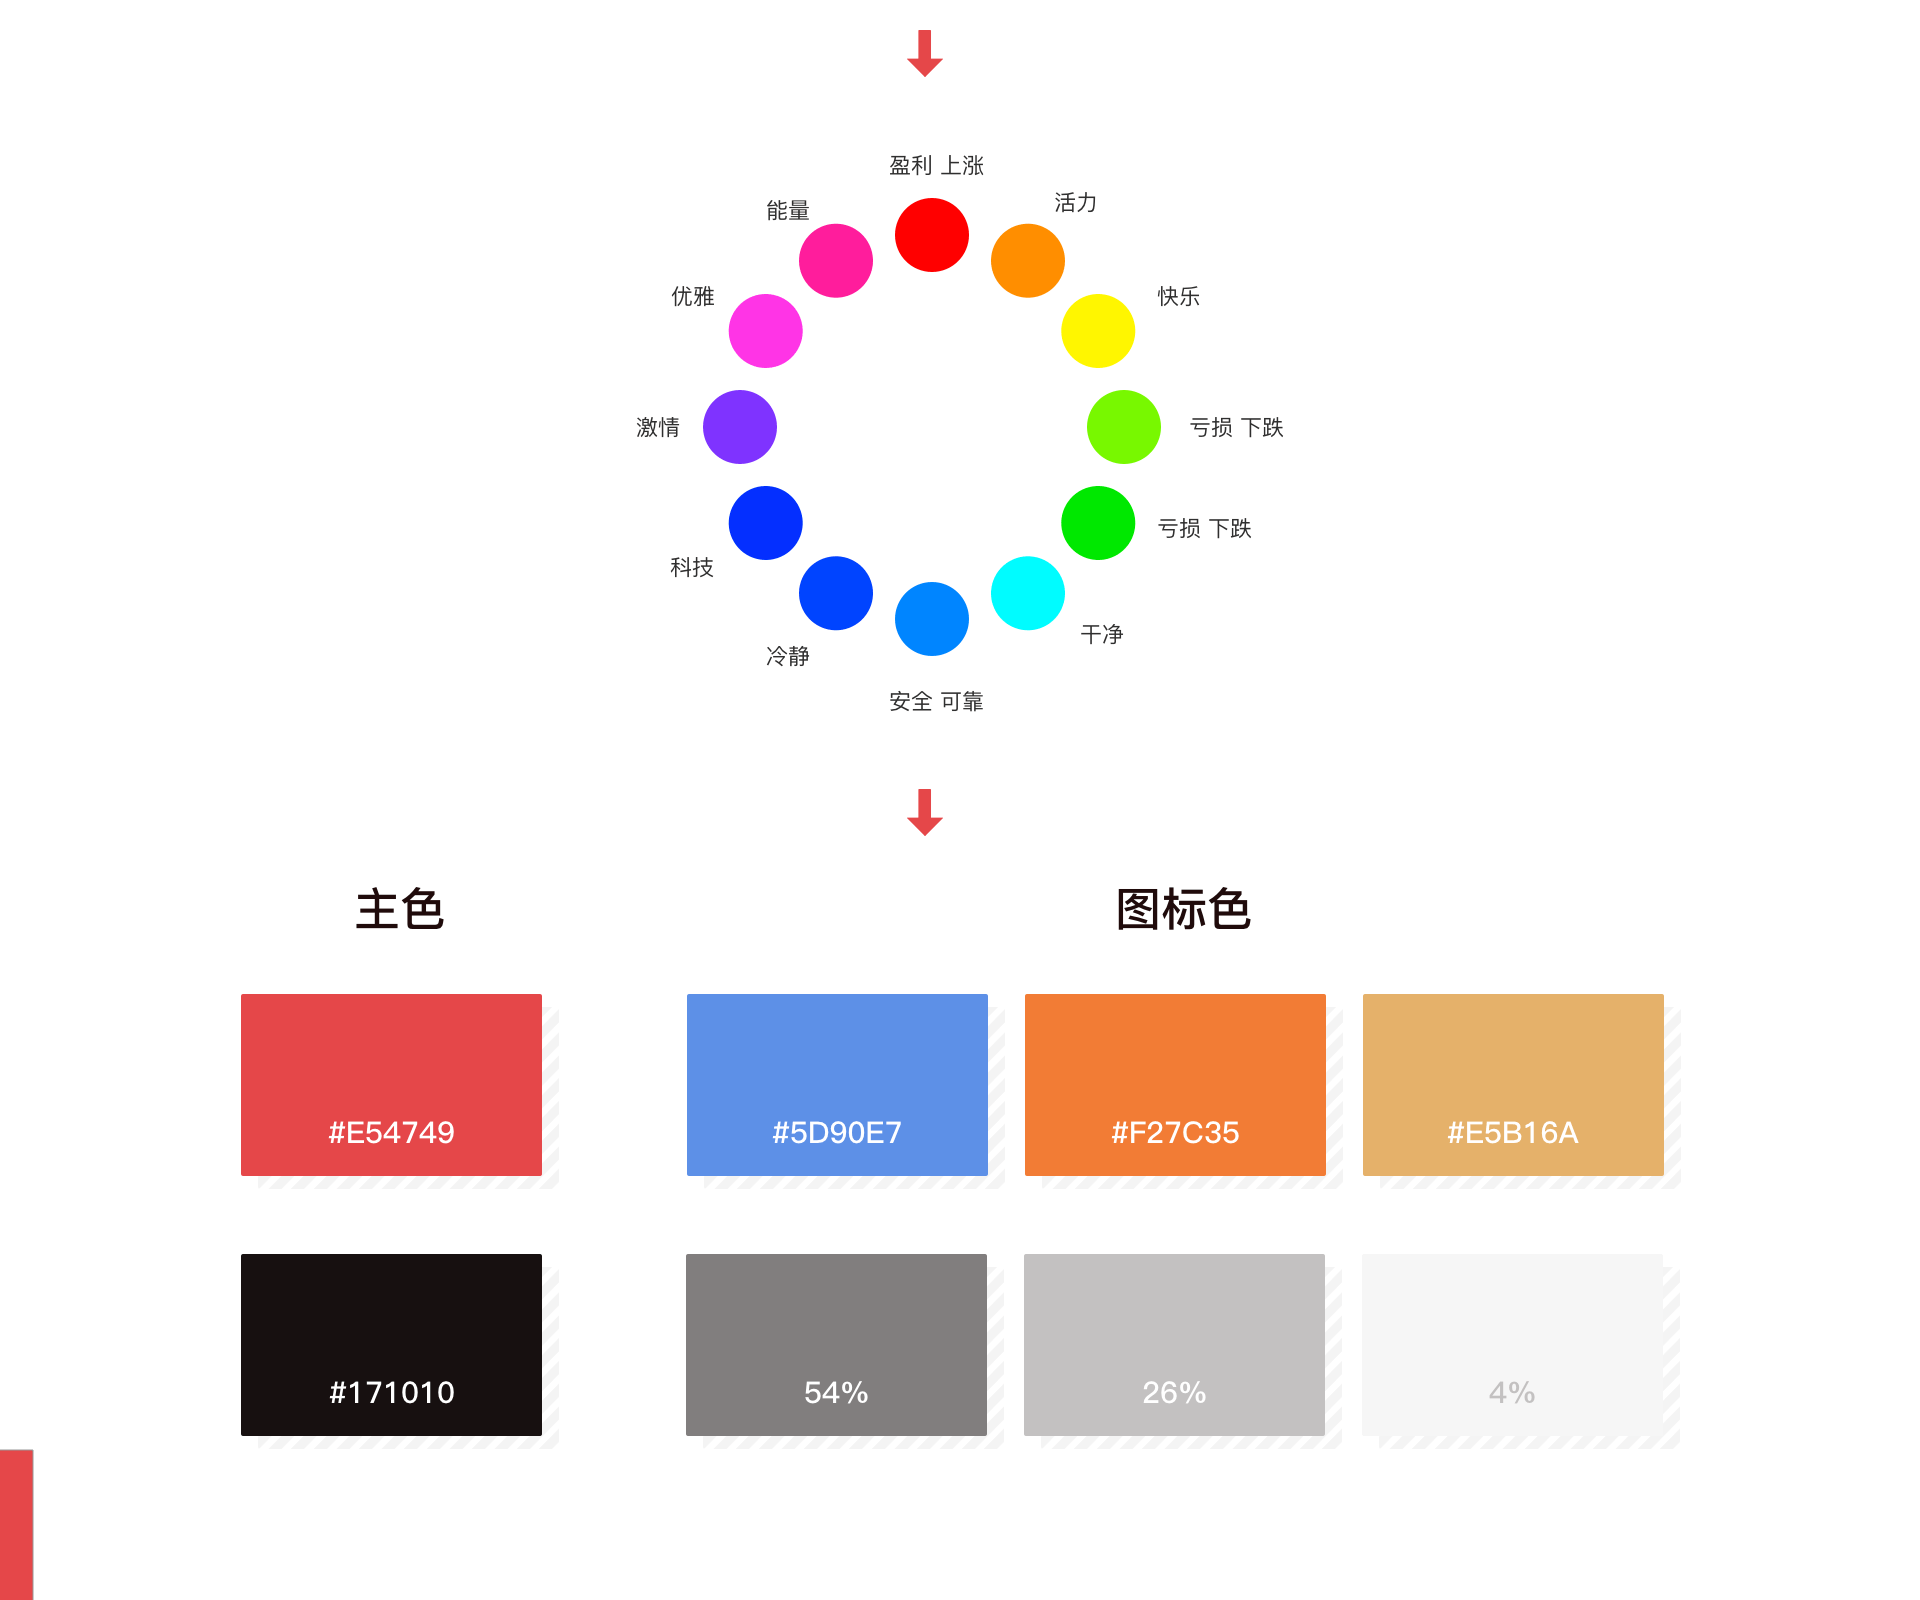 盈利 上涨
活力
能量
优雅
快乐
激情
亏损 下跌
亏损 下跌
科技
干净
冷静
安全 可靠
主色
图标色
#E54749
#5D90E7
#F27C35
#E5B16A
#171010
54%
26%
4%